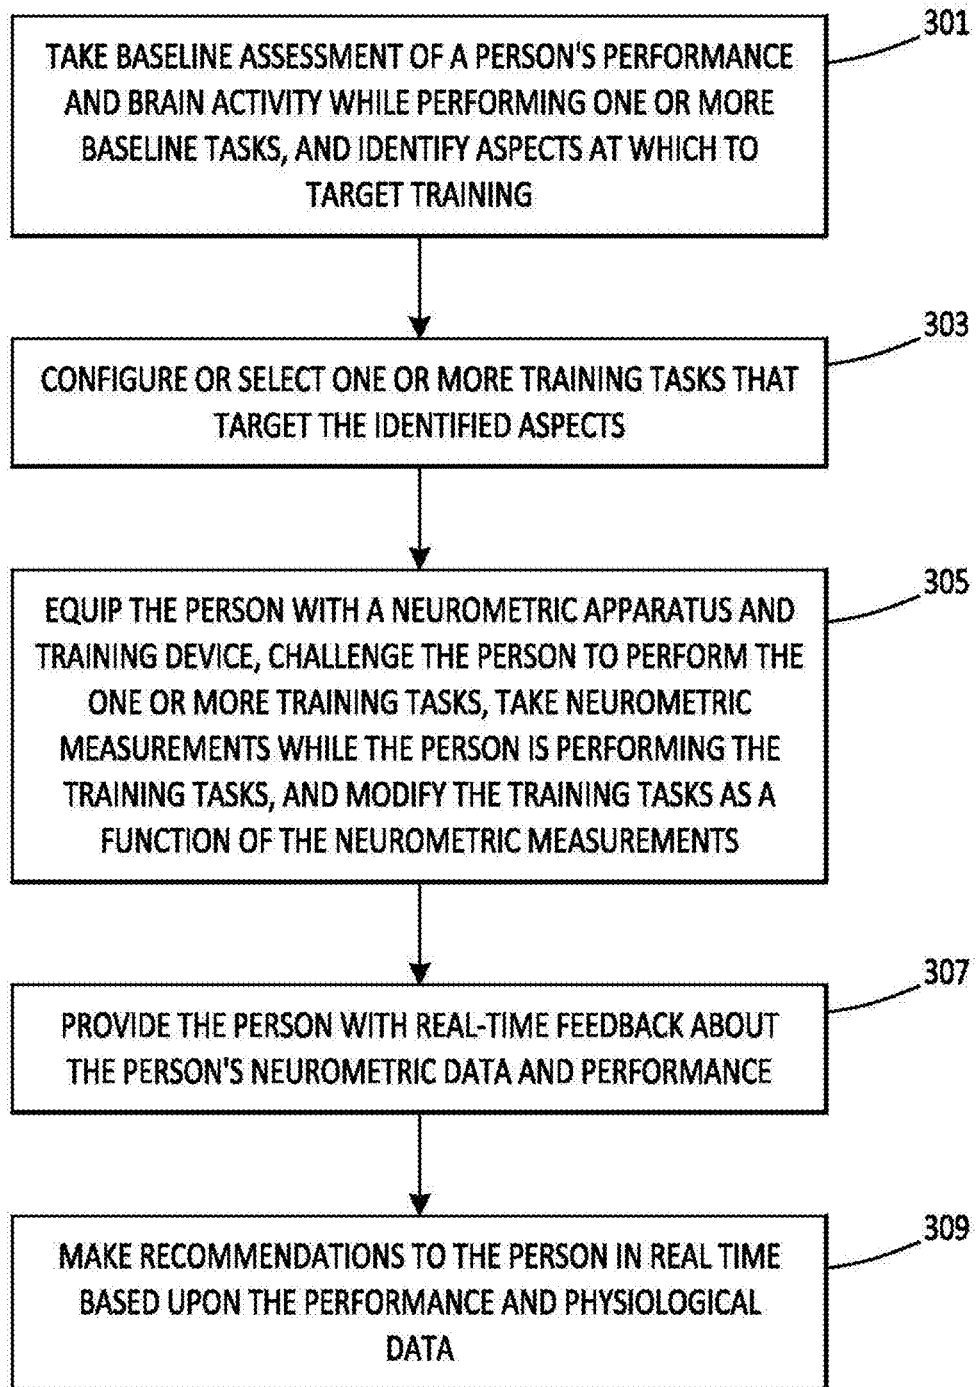 301
TAKE BASELINE ASSESSMENT OF A PERSON'S PERFORMANCE
AND BRAIN ACTIVITY WHILE PERFORMING ONE OR MORE
BASELINE TASKS, AND IDENTIFY ASPECTS AT WHICH TO
TARGET TRAINING
303
CONFIGURE OR SELECT ONE OR MORE TRAINING TASKS THAT
TARGET THE IDENTIFIED ASPECTS
305
EQUIP THE PERSON WITH A NEUROMETRIC APPARATUS AND
TRAINING DEVICE, CHALLENGE THE PERSON TO PERFORM THE
ONE OR MORE TRAINING TASKS, TAKE NEUROMETRIC
MEASUREMENTS WHILE THE PERSON IS PERFORMING THE
TRAINING TASKS, AND MODIFY THE TRAINING TASKS AS A
FUNCTION OF THE NEUROMETRIC MEASUREMENTS
307
PROVIDE THE PERSON WITH REAL-TIME FEEDBACK ABOUT
THE PERSON'S NEUROMETRIC DATA AND PERFORMANCE
309
MAKE RECOMMENDATIONS TO THE PERSON IN REAL TIME
BASED UPON THE PERFORMANCE AND PHYSIOLOGICAL
DATA